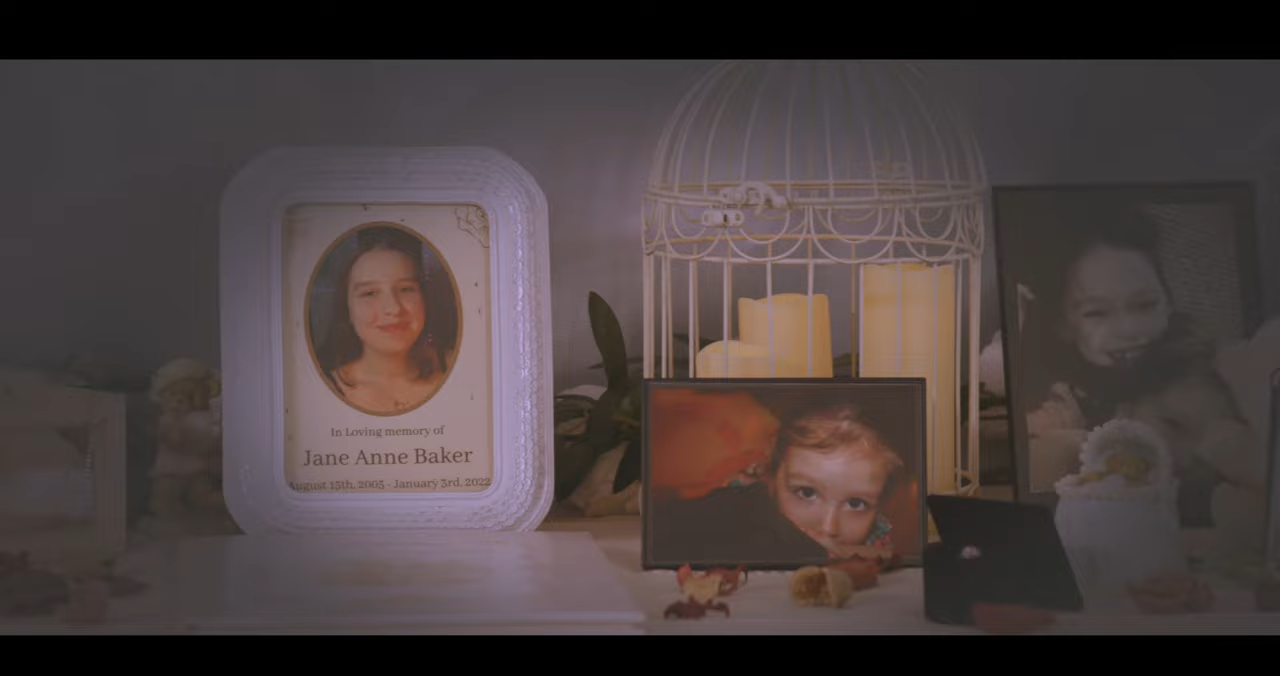 In Loving memory of
Jane Anne Baker
August 15th, 2005 - January 3rd, 2022